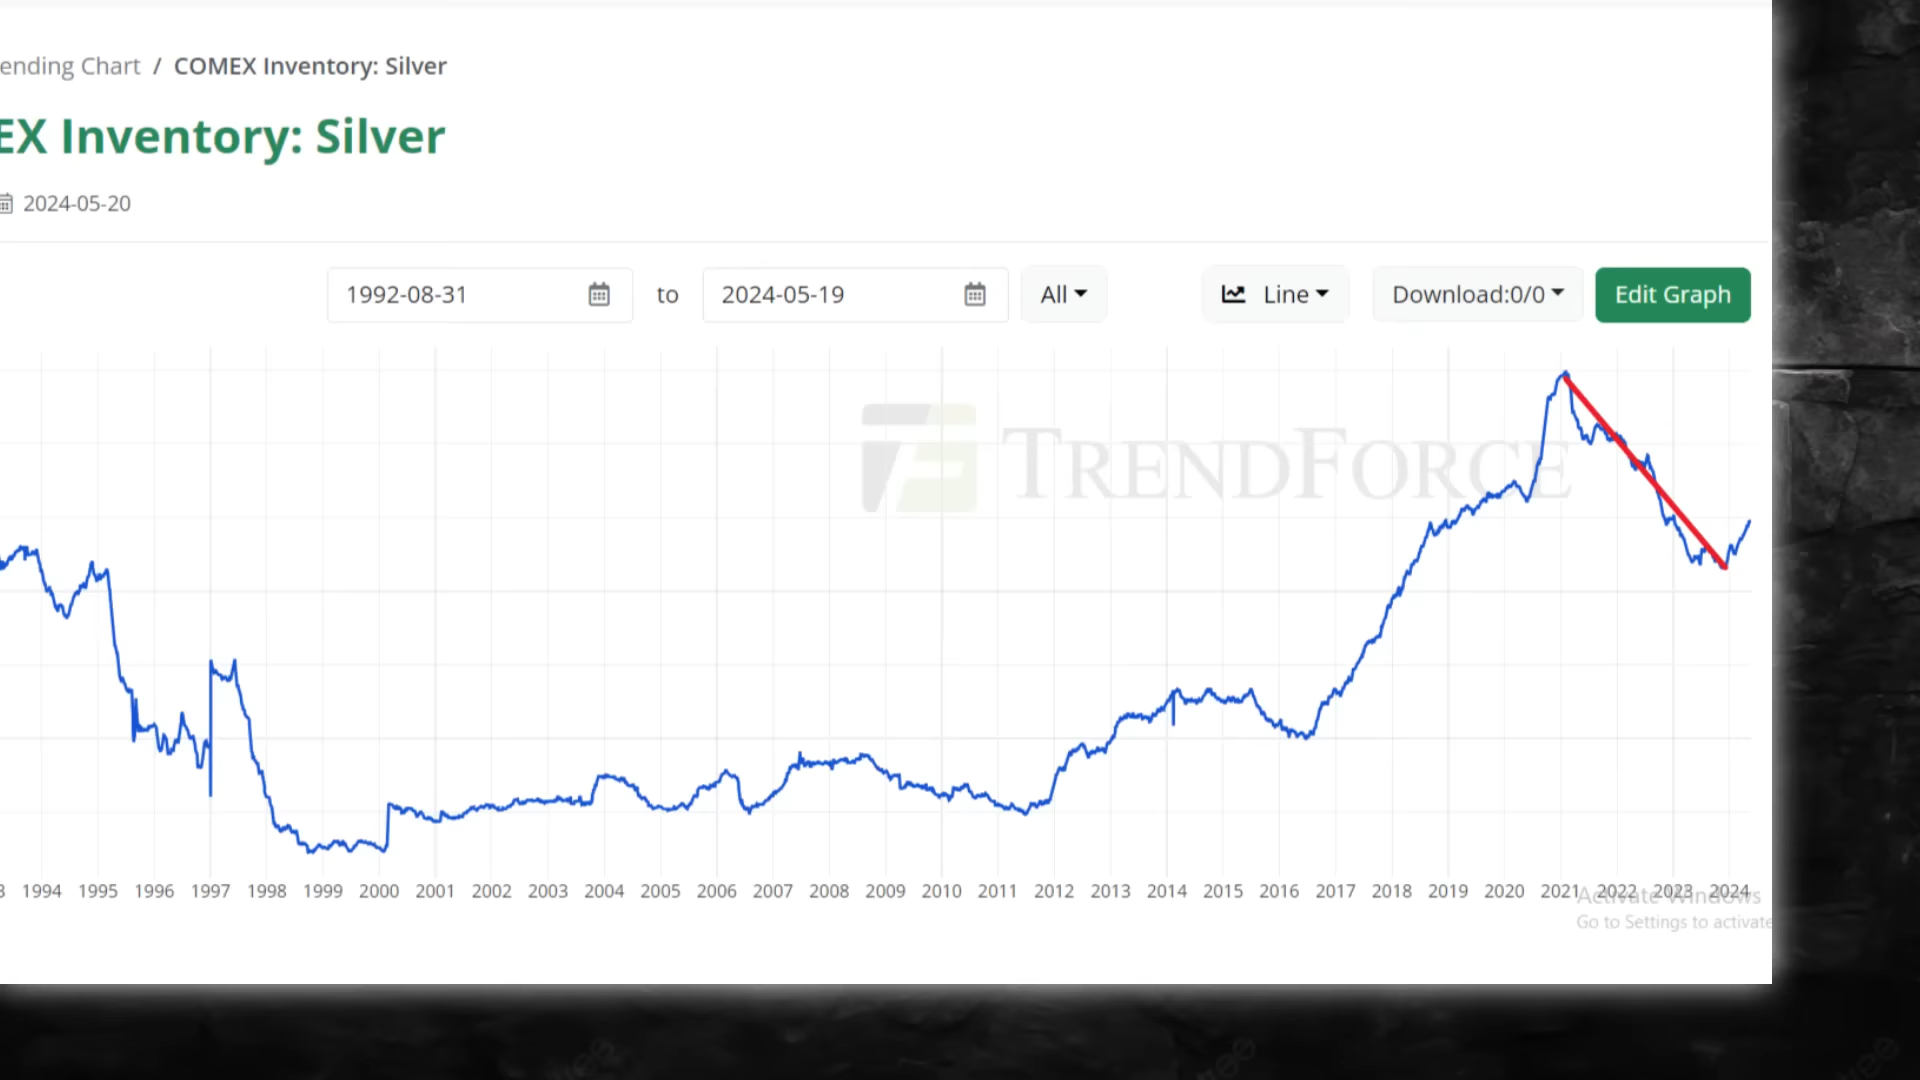 ending Chart / COMEX Inventory: Silver
EX Inventory: Silver
2024-05-20
1992-08-31 to 2024-05-19 All Line Download:0/0 Edit Graph
TRENDFORCE
3 1994 1995 1996 1997 1998 1999 2000 2001 2002 2003 2004 2005 2006 2007 2008 2009 2010 2011 2012 2013 2014 2015 2016 2017 2018 2019 2020 2021 2022 2023 2024
Activate Windows
Go to Settings to activate